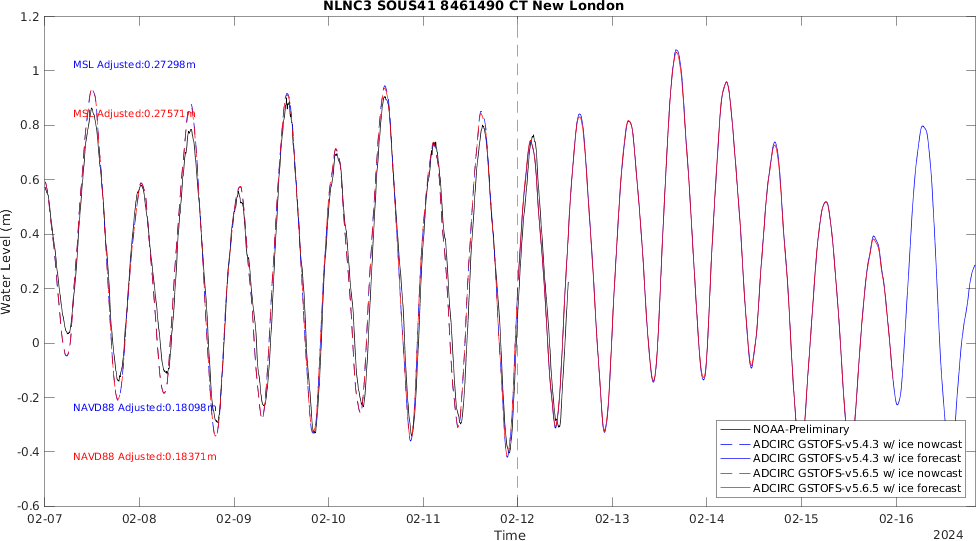 NLNC3 SOUS41 8461490 CT New London
1.2
1
0.8
0.6
0.4
0.2
0
-0.2
-0.4
-0.6
Water Level (m)
MSL Adjusted:0.27298m
MSL Adjusted:0.27571m
NAVD88 Adjusted:0.18098m
NAVD88 Adjusted:0.18371m
NOAA-Preliminary
ADCIRC GSTOFS-v5.4.3 w/ ice nowcast
ADCIRC GSTOFS-v5.4.3 w/ ice forecast
ADCIRC GSTOFS-v5.6.5 w/ ice nowcast
ADCIRC GSTOFS-v5.6.5 w/ ice forecast
02-07 02-08 02-09 02-10 02-11 02-12 02-13 02-14 02-15 02-16
Time
2024